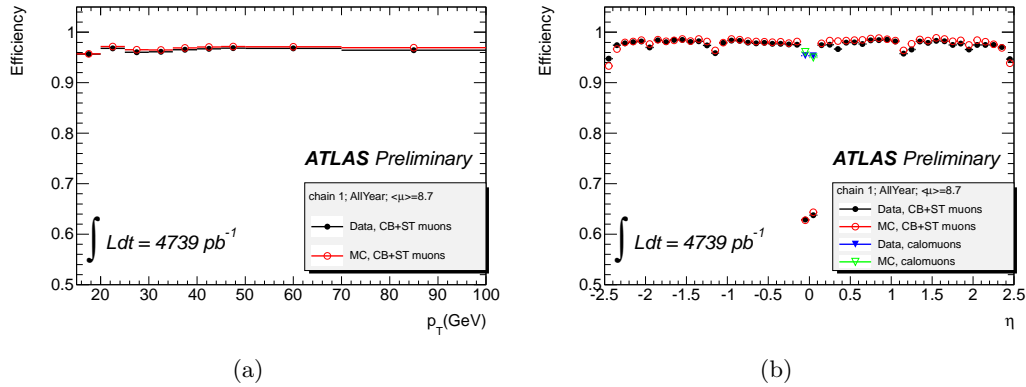 Efficiency
1
0.9
0.8
0.7
0.6
0.5
ATLAS Preliminary
chain 1; AllYear; <μ>=8.7
Data, CB+ST muons
MC, CB+ST muons
∫ Ldt = 4739 pb⁻¹
20 30 40 50 60 70 80 90 100
p_T(GeV)
(a)
Efficiency
1
0.9
0.8
0.7
0.6
0.5
ATLAS Preliminary
chain 1; AllYear; <μ>=8.7
Data, CB+ST muons
MC, CB+ST muons
Data, calomuons
MC, calomuons
∫ Ldt = 4739 pb⁻¹
-2.5 -2 -1.5 -1 -0.5 0 0.5 1 1.5 2 2.5
η
(b)